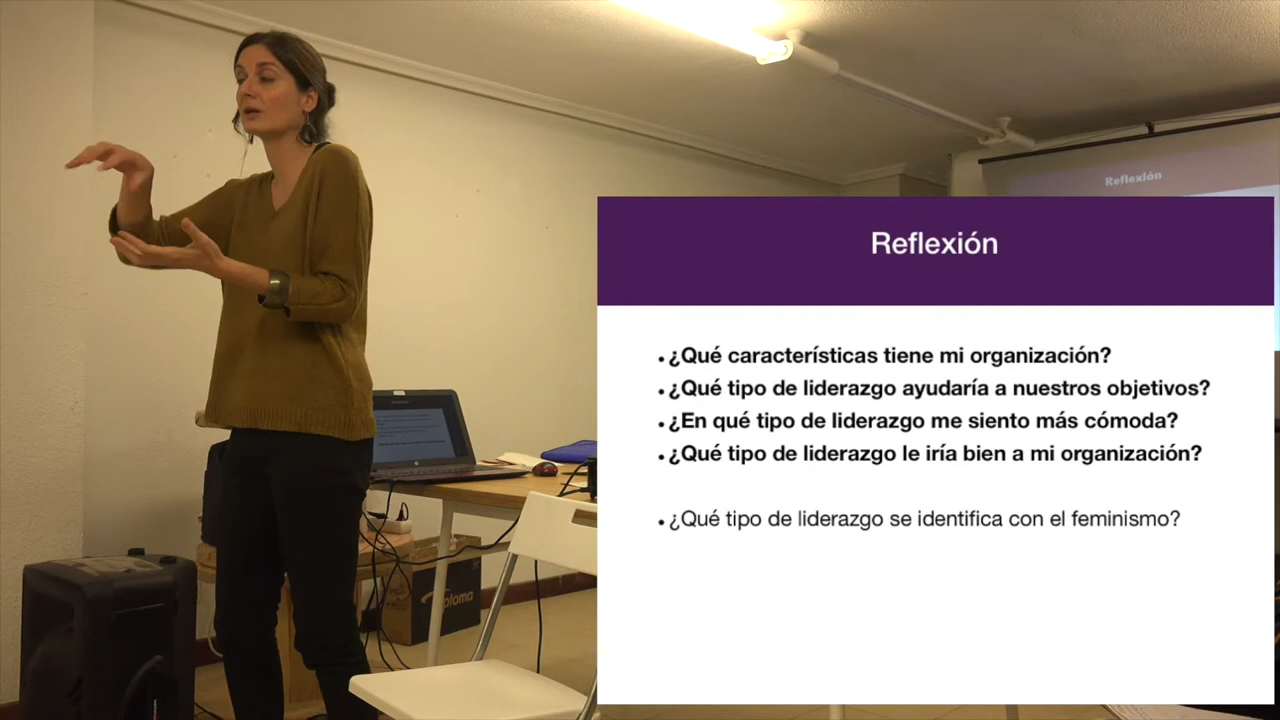 Reflexión
Reflexión
• ¿Qué características tiene mi organización?
• ¿Qué tipo de liderazgo ayudaría a nuestros objetivos?
• ¿En qué tipo de liderazgo me siento más cómoda?
• ¿Qué tipo de liderazgo le iría bien a mi organización?
• ¿Qué tipo de liderazgo se identifica con el feminismo?
optoma